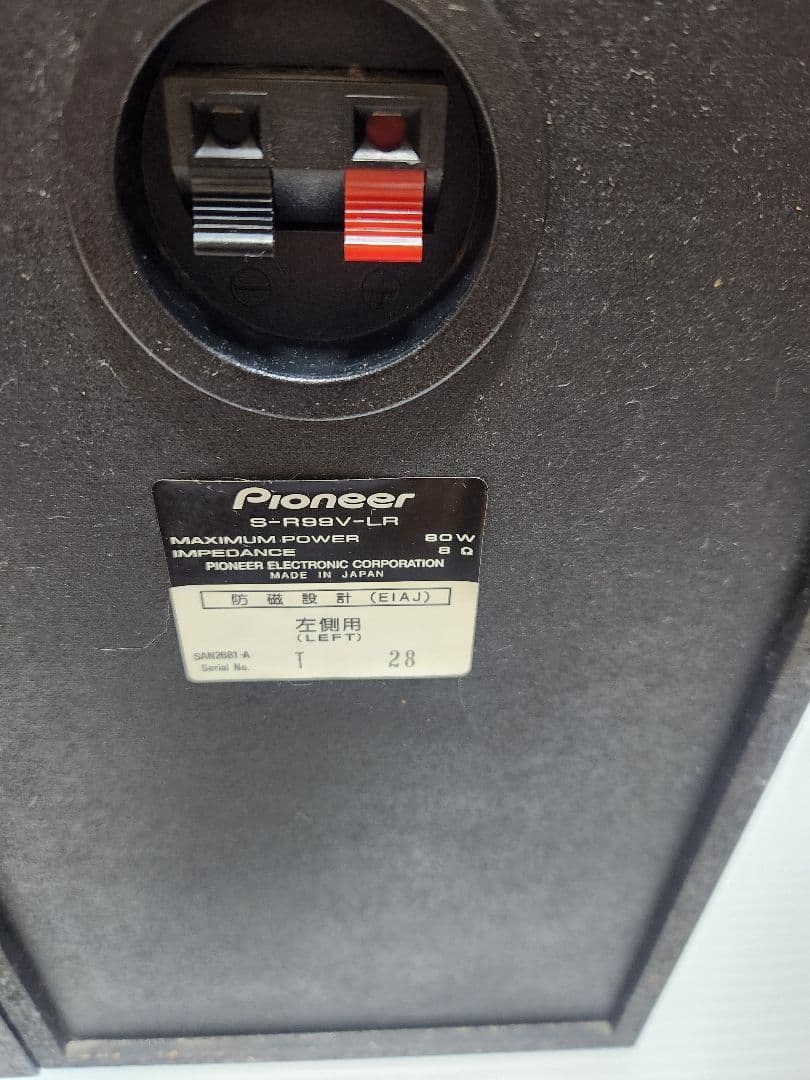 Pioneer
S-R99V-LR
MAXIMUM POWER 80W
IMPEDANCE 8Ω
PIONEER ELECTRONIC CORPORATION
MADE IN JAPAN
防磁設計(EIAJ)
左側用
(LEFT)
SAN2681-A
Serial No. T 28